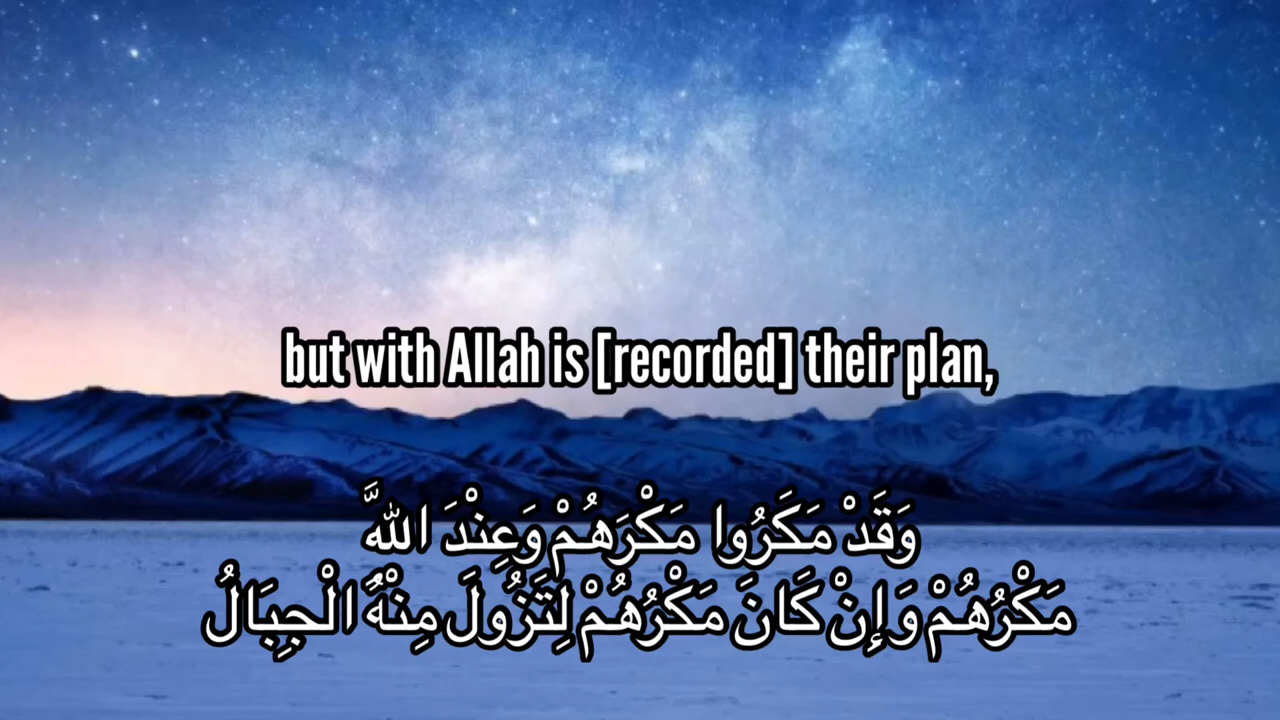 but with Allah is [recorded] their plan,
وَقَدْ مَكَرُوا مَكْرَهُمْ وَعِنْدَ اللَّهَ
مَكْرُهُمْ وَإِنْ كَانَ مَكْرُهُمْ لِتَزُولَ مِنْهُ الْجِبَالُ